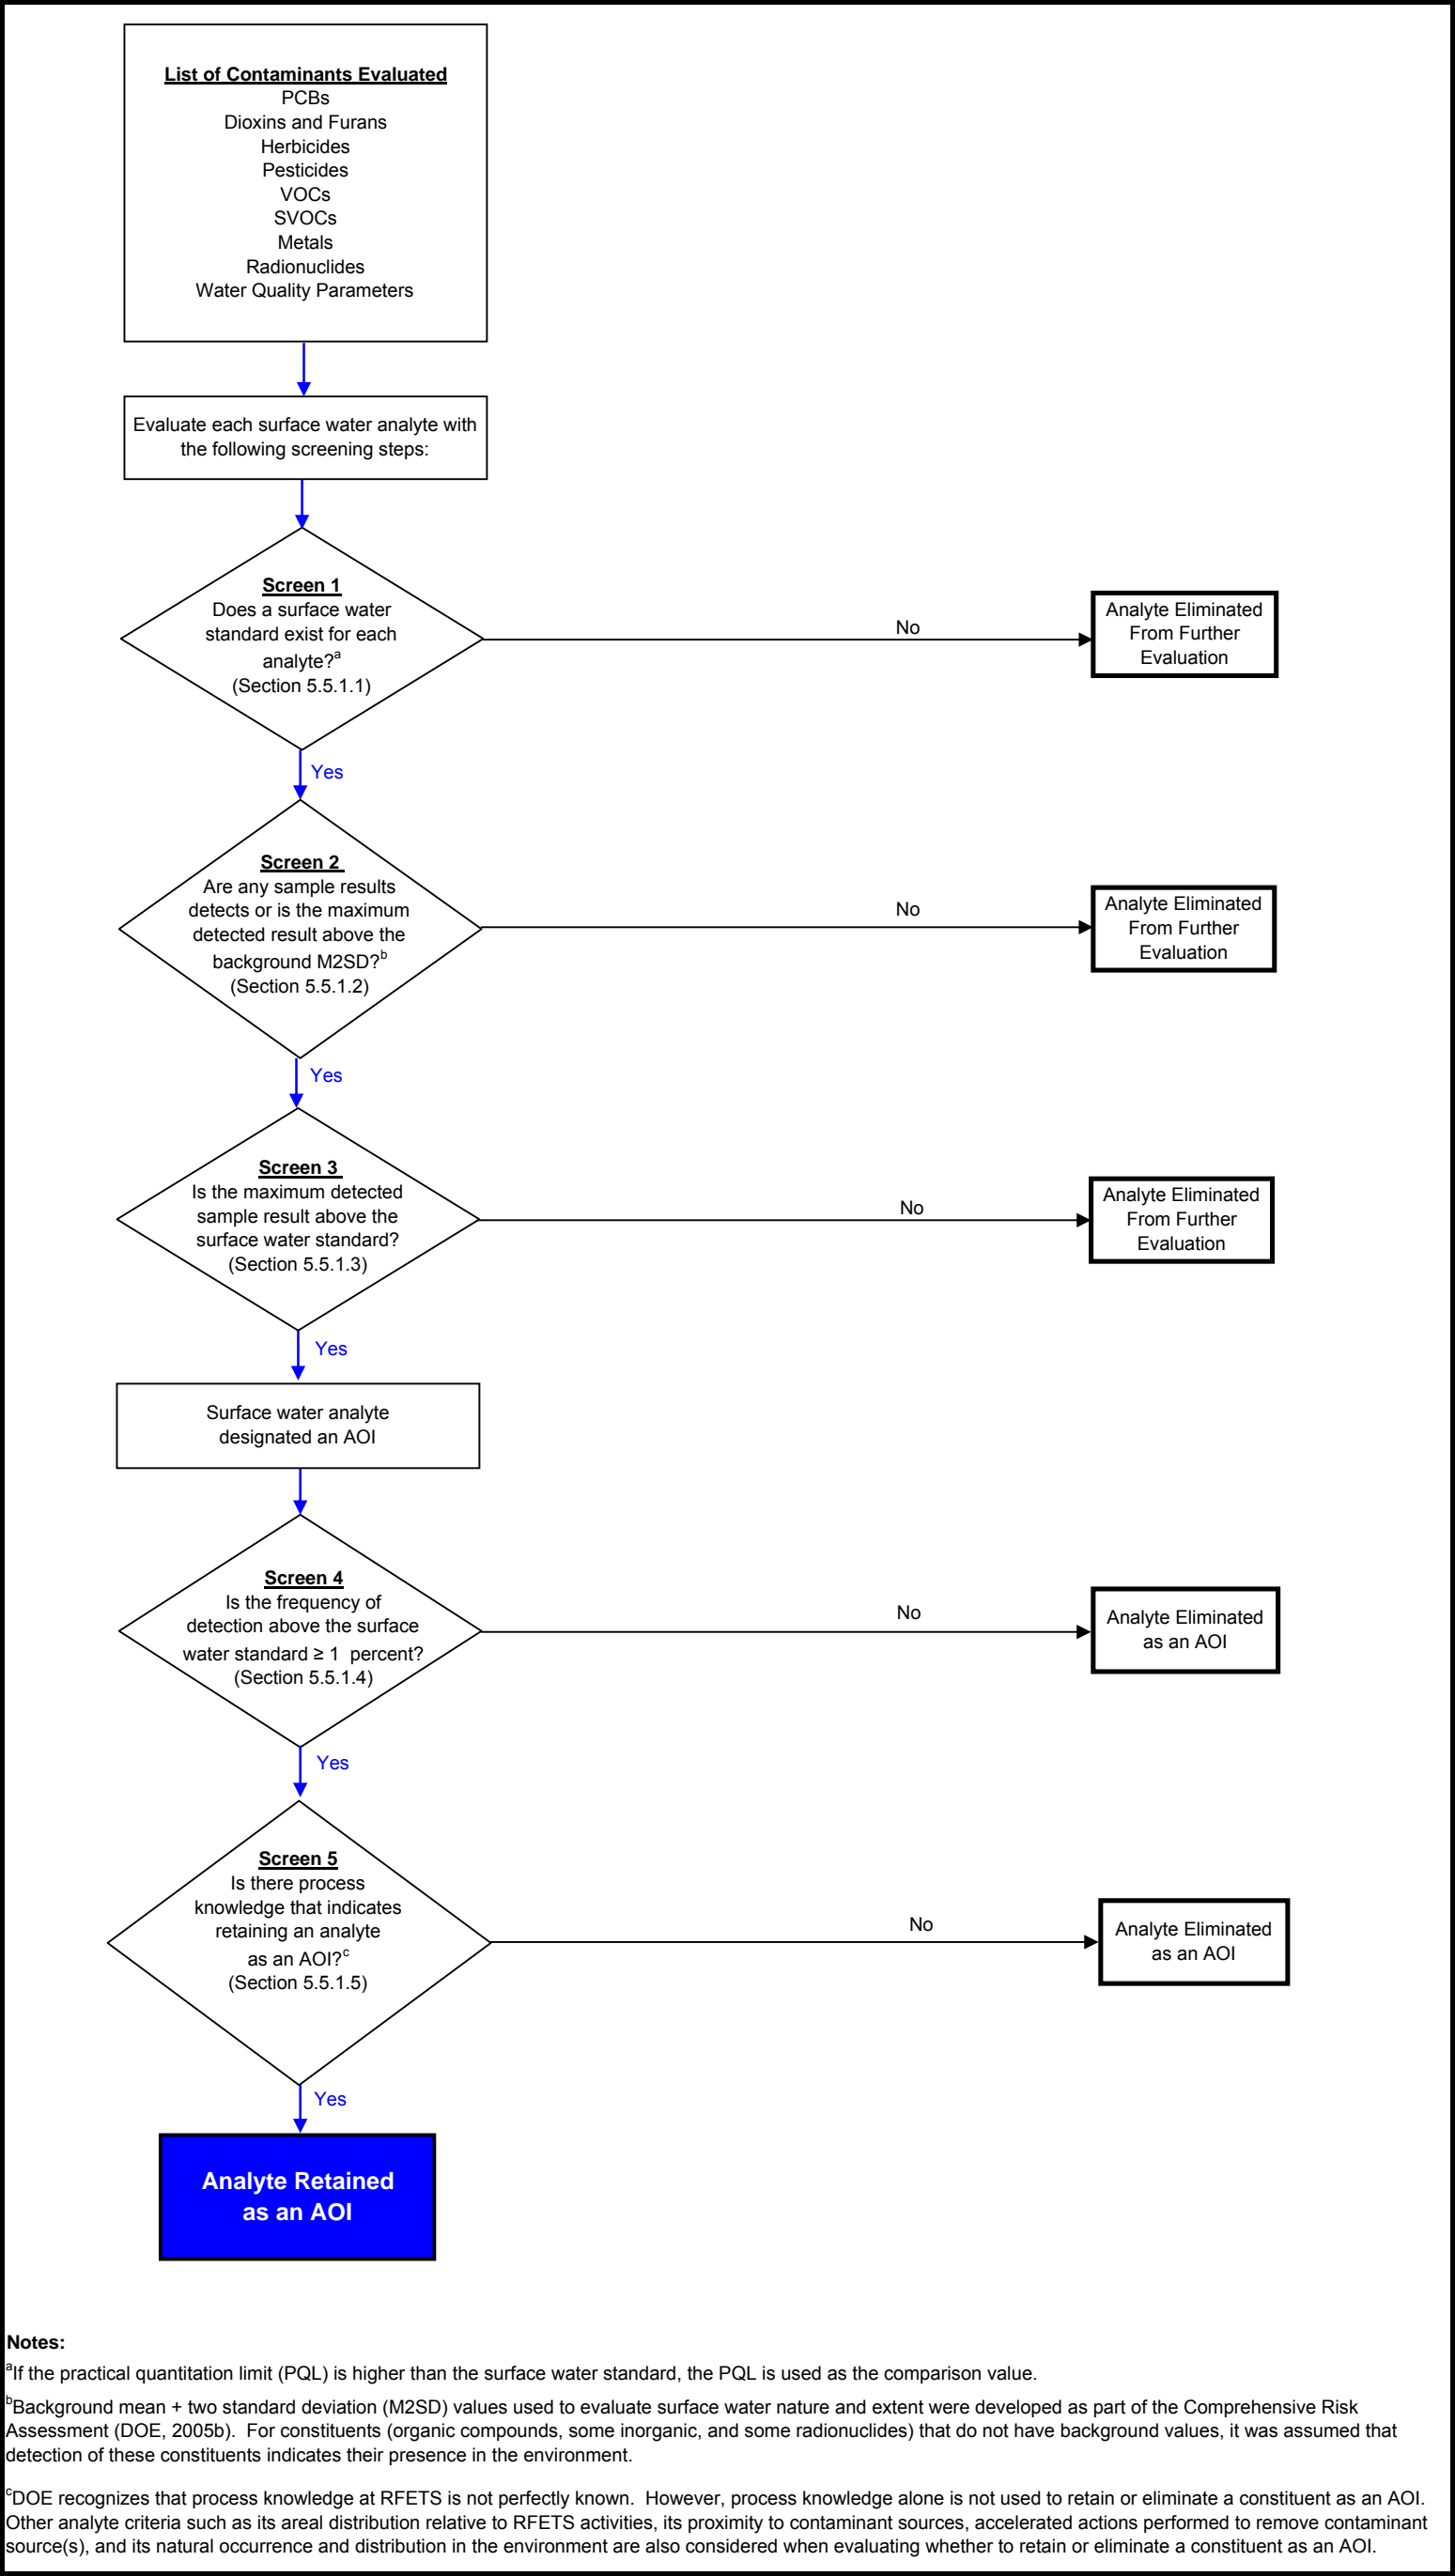 List of Contaminants Evaluated
PCBs
Dioxins and Furans
Herbicides
Pesticides
VOCs
SVOCs
Metals
Radionuclides
Water Quality Parameters
Evaluate each surface water analyte with
the following screening steps:
Screen 1
Does a surface water
standard exist for each
analyte?a
(Section 5.5.1.1)
No
Analyte Eliminated
From Further
Evaluation
Yes
Screen 2
Are any sample results
detects or is the maximum
detected result above the
background M2SD?b
(Section 5.5.1.2)
No
Analyte Eliminated
From Further
Evaluation
Yes
Screen 3
Is the maximum detected
sample result above the
surface water standard?
(Section 5.5.1.3)
No
Analyte Eliminated
From Further
Evaluation
Yes
Surface water analyte
designated an AOI
Screen 4
Is the frequency of
detection above the surface
water standard ≥ 1 percent?
(Section 5.5.1.4)
No
Analyte Eliminated
as an AOI
Yes
Screen 5
Is there process
knowledge that indicates
retaining an analyte
as an AOI?c
(Section 5.5.1.5)
No
Analyte Eliminated
as an AOI
Yes
Analyte Retained
as an AOI
Notes:
aIf the practical quantitation limit (PQL) is higher than the surface water standard, the PQL is used as the comparison value.
bBackground mean + two standard deviation (M2SD) values used to evaluate surface water nature and extent were developed as part of the Comprehensive Risk
Assessment (DOE, 2005b). For constituents (organic compounds, some inorganic, and some radionuclides) that do not have background values, it was assumed that
detection of these constituents indicates their presence in the environment.
cDOE recognizes that process knowledge at RFETS is not perfectly known. However, process knowledge alone is not used to retain or eliminate a constituent as an AOI.
Other analyte criteria such as its areal distribution relative to RFETS activities, its proximity to contaminant sources, accelerated actions performed to remove contaminant
source(s), and its natural occurrence and distribution in the environment are also considered when evaluating whether to retain or eliminate a constituent as an AOI.